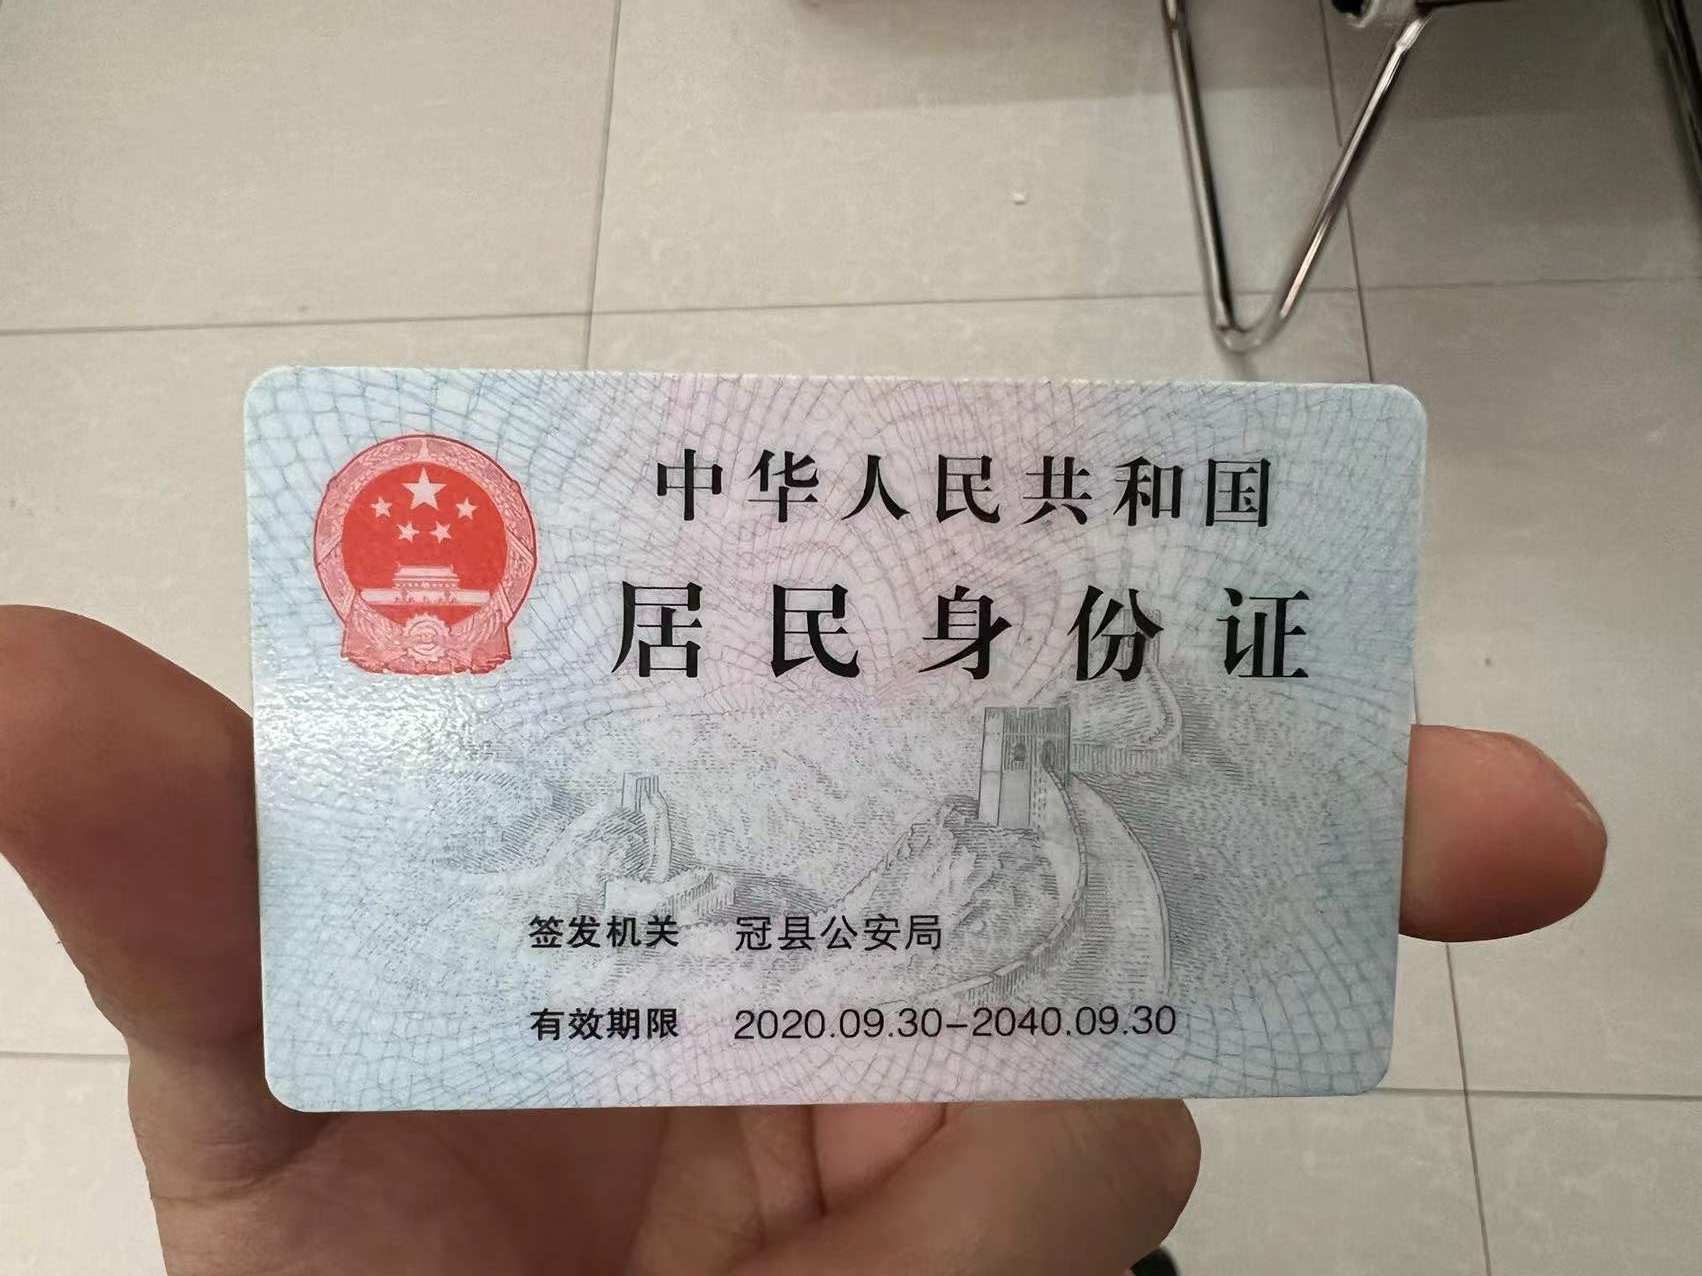 中华人民共和国
居民身份证
签发机关 冠县公安局
有效期限 2020.09.30-2040.09.30